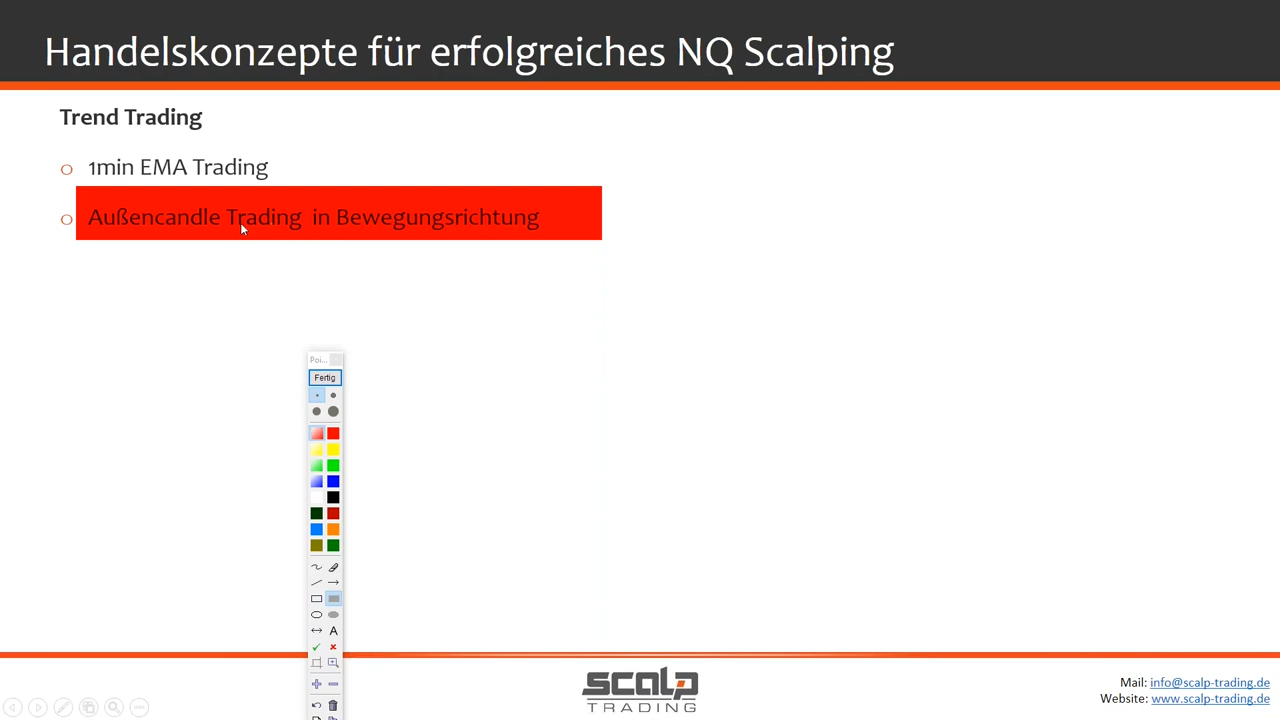 Handelskonzepte für erfolgreiches NQ Scalping
Trend Trading
1min EMA Trading
Außencandle Trading in Bewegungsrichtung
Poi...
Fertig
A
scalp
TRADING
Mail: info@scalp-trading.de
Website: www.scalp-trading.de